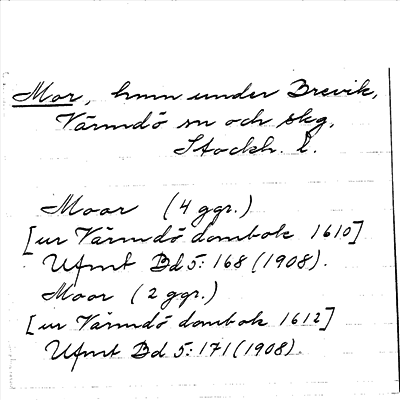 Mor, hmn under Brevik,
Värmdö sn och skg,
Stockh. l.
Moor (4 ggr.)
[ur Värmdö dombok 1610]
Ufmt Bd 5: 168 (1908).
Moor (2 ggr.)
[ur Värmdö dombok 1612]
Ufmt Bd 5: 171 (1908).